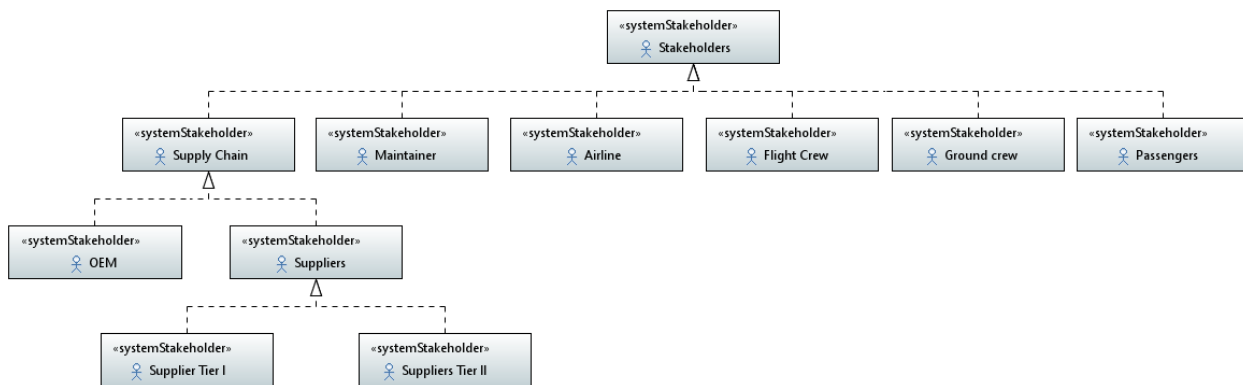 «systemStakeholder»
Stakeholders
«systemStakeholder»
Supply Chain
«systemStakeholder»
Maintainer
«systemStakeholder»
Airline
«systemStakeholder»
Flight Crew
«systemStakeholder»
Ground crew
«systemStakeholder»
Passengers
«systemStakeholder»
OEM
«systemStakeholder»
Suppliers
«systemStakeholder»
Supplier Tier I
«systemStakeholder»
Suppliers Tier II